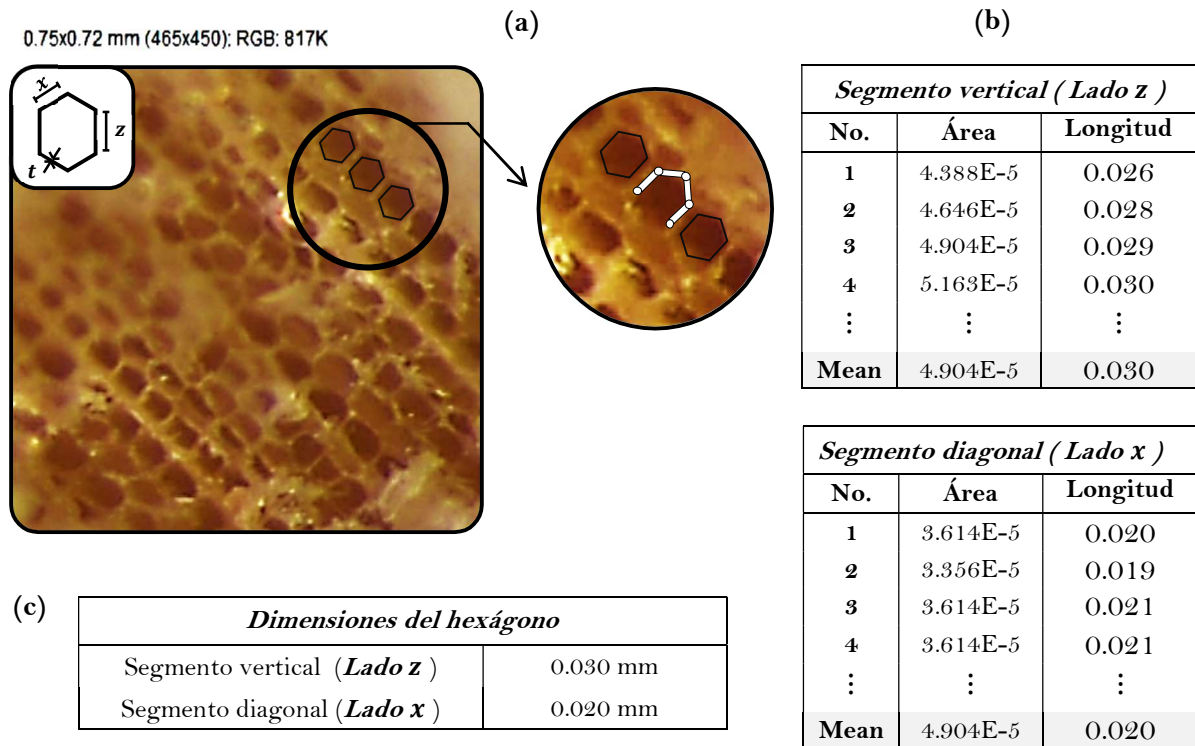 (a)
0.75x0.72 mm (465x450); RGB: 817K
x
z
t
(b)
Segmento vertical ( Lado z )
No. Área Longitud
1 4.388E-5 0.026
2 4.646E-5 0.028
3 4.904E-5 0.029
4 5.163E-5 0.030
⋮ ⋮ ⋮
Mean 4.904E-5 0.030
Segmento diagonal ( Lado x )
No. Área Longitud
1 3.614E-5 0.020
2 3.356E-5 0.019
3 3.614E-5 0.021
4 3.614E-5 0.021
⋮ ⋮ ⋮
Mean 4.904E-5 0.020
(c)
Dimensiones del hexágono
Segmento vertical (Lado z ) 0.030 mm
Segmento diagonal (Lado x ) 0.020 mm